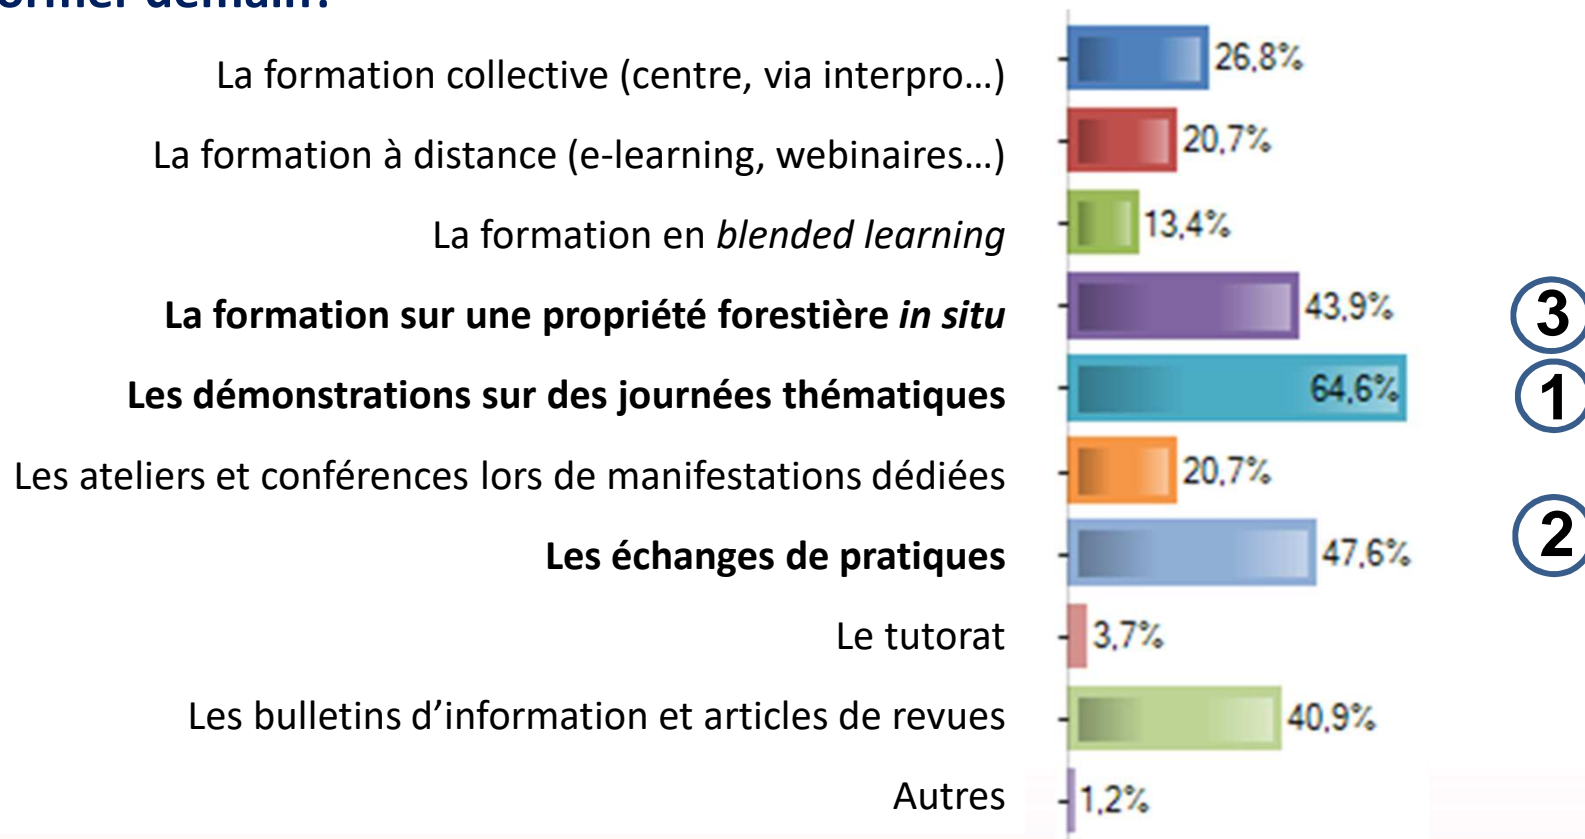 La formation collective (centre, via interpro…) 26,8%
La formation à distance (e-learning, webinaires…) 20,7%
La formation en blended learning 13,4%
La formation sur une propriété forestière in situ 43,9% 3
Les démonstrations sur des journées thématiques 64,6% 1
Les ateliers et conférences lors de manifestations dédiées 20,7%
Les échanges de pratiques 47,6% 2
Le tutorat 3,7%
Les bulletins d’information et articles de revues 40,9%
Autres 1,2%